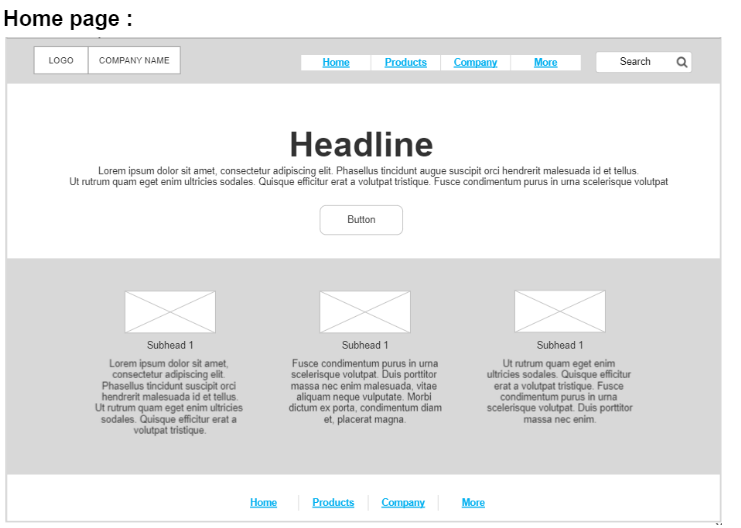 Home page :
LOGO
COMPANY NAME
Home
Products
Company
More
Search
Headline
Lorem ipsum dolor sit amet, consectetur adipiscing elit. Phasellus tincidunt augue suscipit orci hendrerit malesuada id et tellus.
Ut rutrum quam eget enim ultricies sodales. Quisque efficitur erat a volutpat tristique. Fusce condimentum purus in urna scelerisque volutpat
Button
Subhead 1
Lorem ipsum dolor sit amet,
consectetur adipiscing elit.
Phasellus tincidunt suscipit orci
hendrerit malesuada id et tellus.
Ut rutrum quam eget enim ultricies
sodales. Quisque efficitur erat a
volutpat tristique.
Subhead 1
Fusce condimentum purus in urna
scelerisque volutpat. Duis porttitor
massa nec enim malesuada, vitae
aliquam neque vulputate. Morbi
dictum ex porta, condimentum diam
et, placerat magna.
Subhead 1
Ut rutrum quam eget enim
ultricies sodales. Quisque efficitur
erat a volutpat tristique. Fusce
condimentum purus in urna
scelerisque volutpat. Duis porttitor
massa nec enim.
Home
Products
Company
More